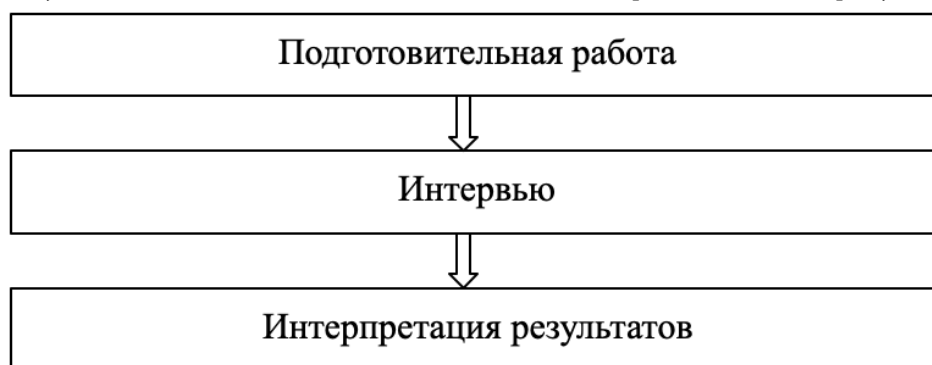 Подготовительная работа
Интервью
Интерпретация результатов